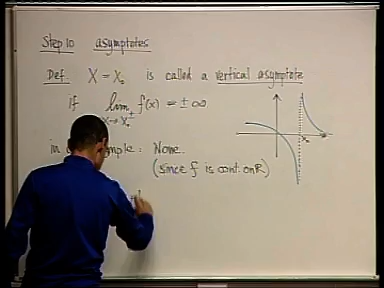 Step 10 asymptotes
Def. X = X₀ is called a vertical asymptote
if lim f(x) = ± ∞
X→X₀±
in mple: None.
(since f is cont. on R)
x₀